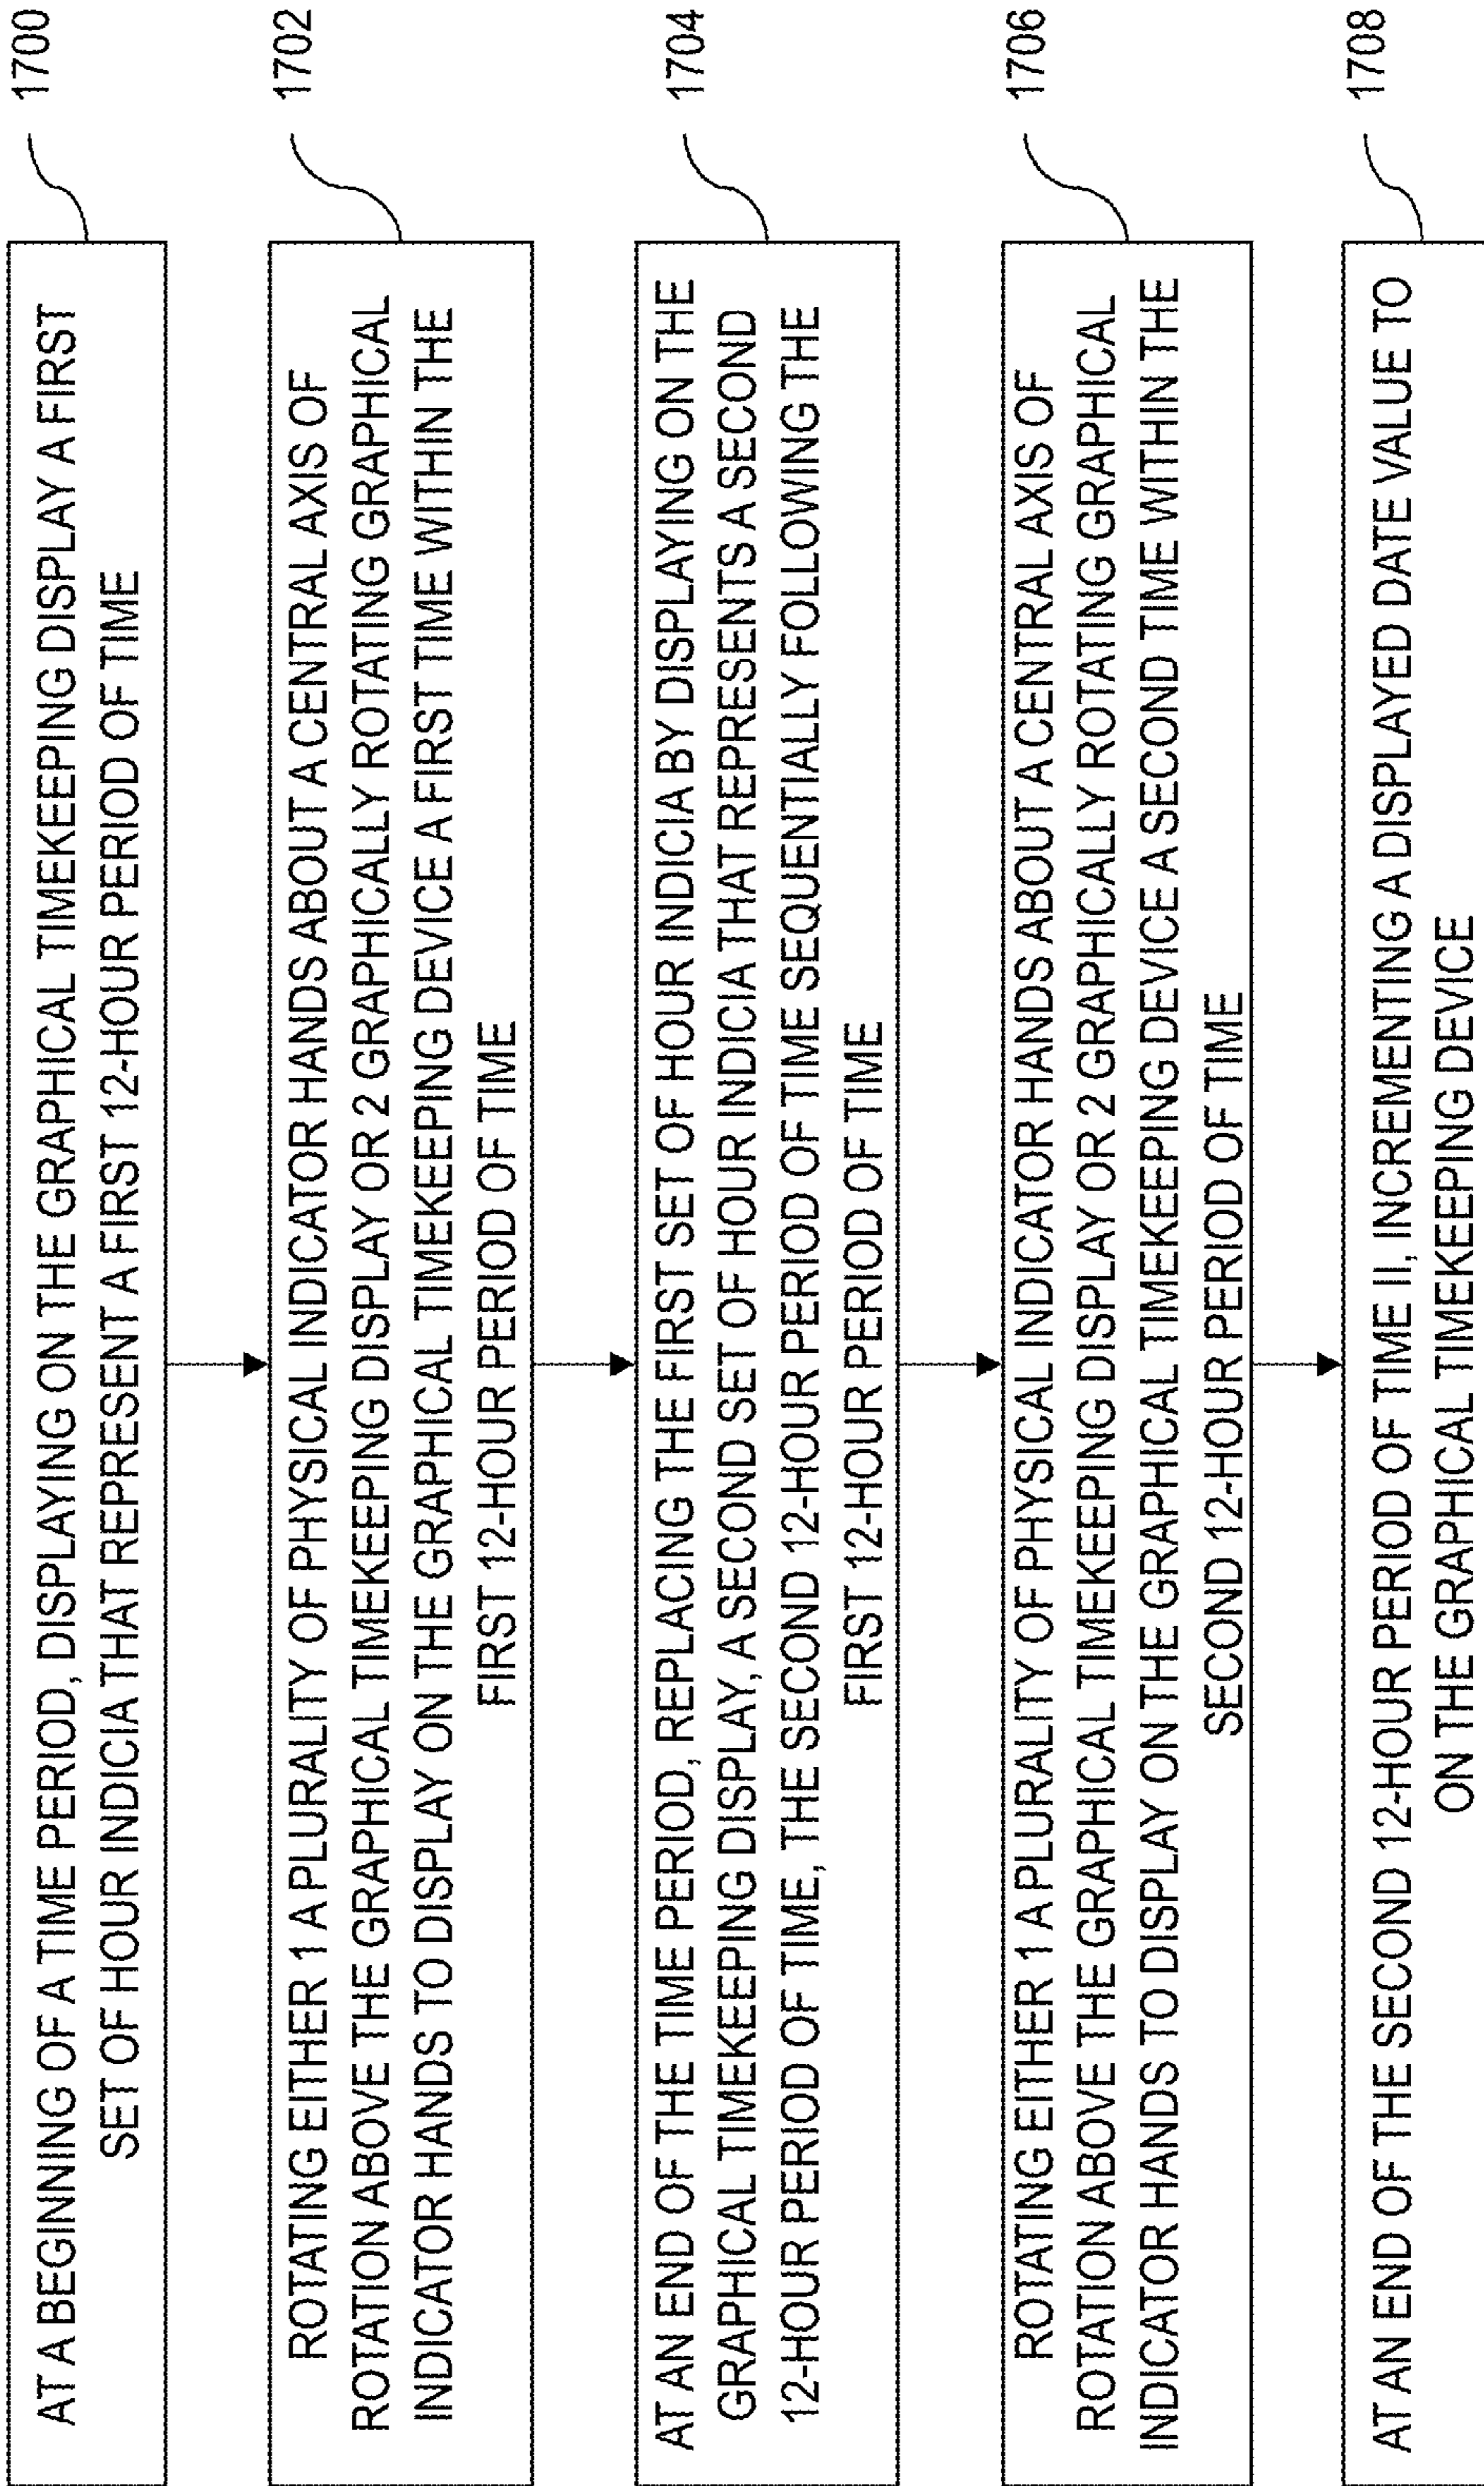 AT A BEGINNING OF A TIME PERIOD, DISPLAYING ON THE GRAPHICAL TIMEKEEPING DISPLAY A FIRST
SET OF HOUR INDICIA THAT REPRESENT A FIRST 12-HOUR PERIOD OF TIME
1700
ROTATING EITHER 1 A PLURALITY OF PHYSICAL INDICATOR HANDS ABOUT A CENTRAL AXIS OF
ROTATION ABOVE THE GRAPHICAL TIMEKEEPING DISPLAY OR 2 GRAPHICALLY ROTATING GRAPHICAL
INDICATOR HANDS TO DISPLAY ON THE GRAPHICAL TIMEKEEPING DEVICE A FIRST TIME WITHIN THE
FIRST 12-HOUR PERIOD OF TIME
1702
AT AN END OF THE TIME PERIOD, REPLACING THE FIRST SET OF HOUR INDICIA BY DISPLAYING ON THE
GRAPHICAL TIMEKEEPING DISPLAY, A SECOND SET OF HOUR INDICIA THAT REPRESENTS A SECOND
12-HOUR PERIOD OF TIME, THE SECOND 12-HOUR PERIOD OF TIME SEQUENTIALLY FOLLOWING THE
FIRST 12-HOUR PERIOD OF TIME
1704
ROTATING EITHER 1 A PLURALITY OF PHYSICAL INDICATOR HANDS ABOUT A CENTRAL AXIS OF
ROTATION ABOVE THE GRAPHICAL TIMEKEEPING DISPLAY OR 2 GRAPHICALLY ROTATING GRAPHICAL
INDICATOR HANDS TO DISPLAY ON THE GRAPHICAL TIMEKEEPING DEVICE A SECOND TIME WITHIN THE
SECOND 12-HOUR PERIOD OF TIME
1706
AT AN END OF THE SECOND 12-HOUR PERIOD OF TIME II, INCREMENTING A DISPLAYED DATE VALUE TO
ON THE GRAPHICAL TIMEKEEPING DEVICE
1708